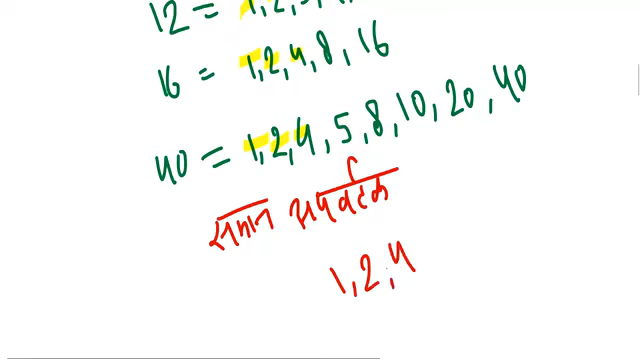 12 = 1, 2, 3,
16 = 1, 2, 4, 8, 16
40 = 1, 2, 4, 5, 8, 10, 20, 40
समान अपवर्तक
1, 2, 4